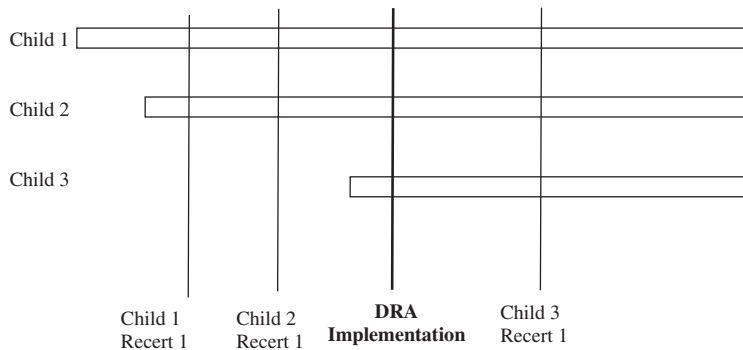 Child 1
Child 2
Child 3
Child 1
Recert 1
Child 2
Recert 1
DRA
Implementation
Child 3
Recert 1